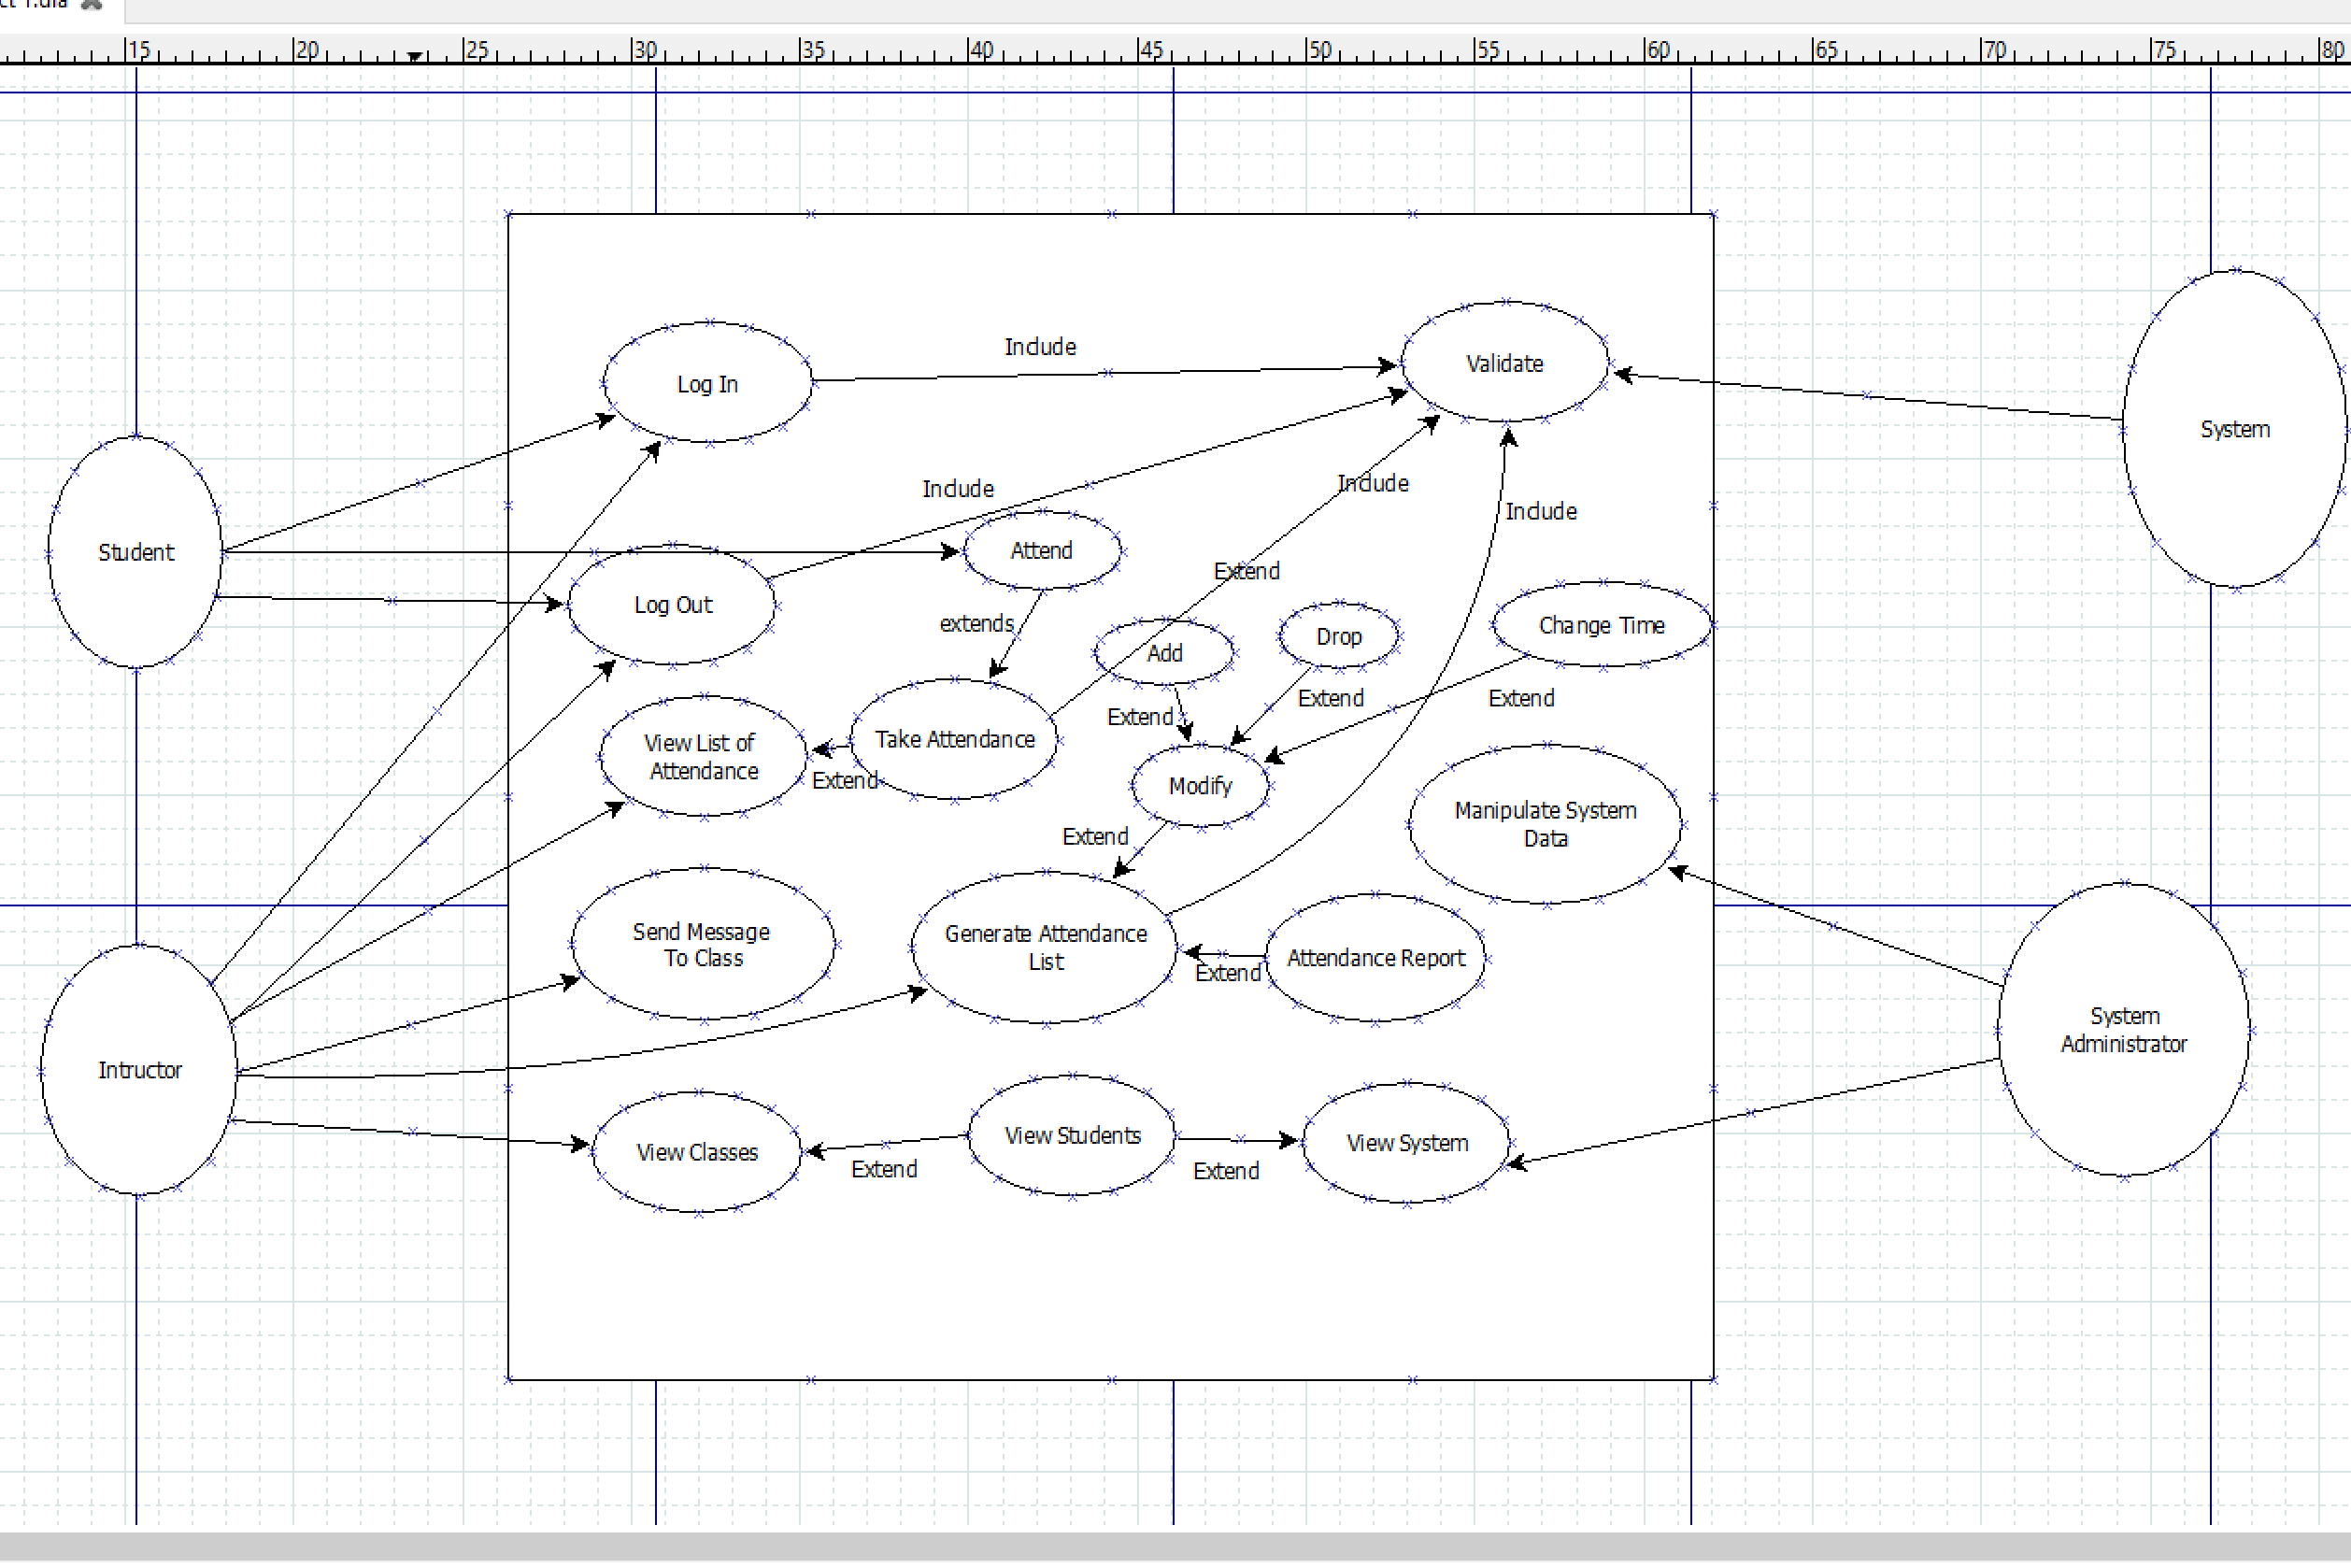 ct 1.dia
15 20 25 30 35 40 45 50 55 60 65 70 75 80
Include
Validate
Log In
System
Include
Include
Include
Student
Attend
Extend
Log Out
extends
Add
Drop
Change Time
Extend
Extend
Extend
View List of
Attendance
Take Attendance
Extend
Modify
Manipulate System
Data
Extend
Send Message
To Class
Generate Attendance
List
Attendance Report
Extend
System
Administrator
Intructor
View Classes
Extend
View Students
Extend
View System